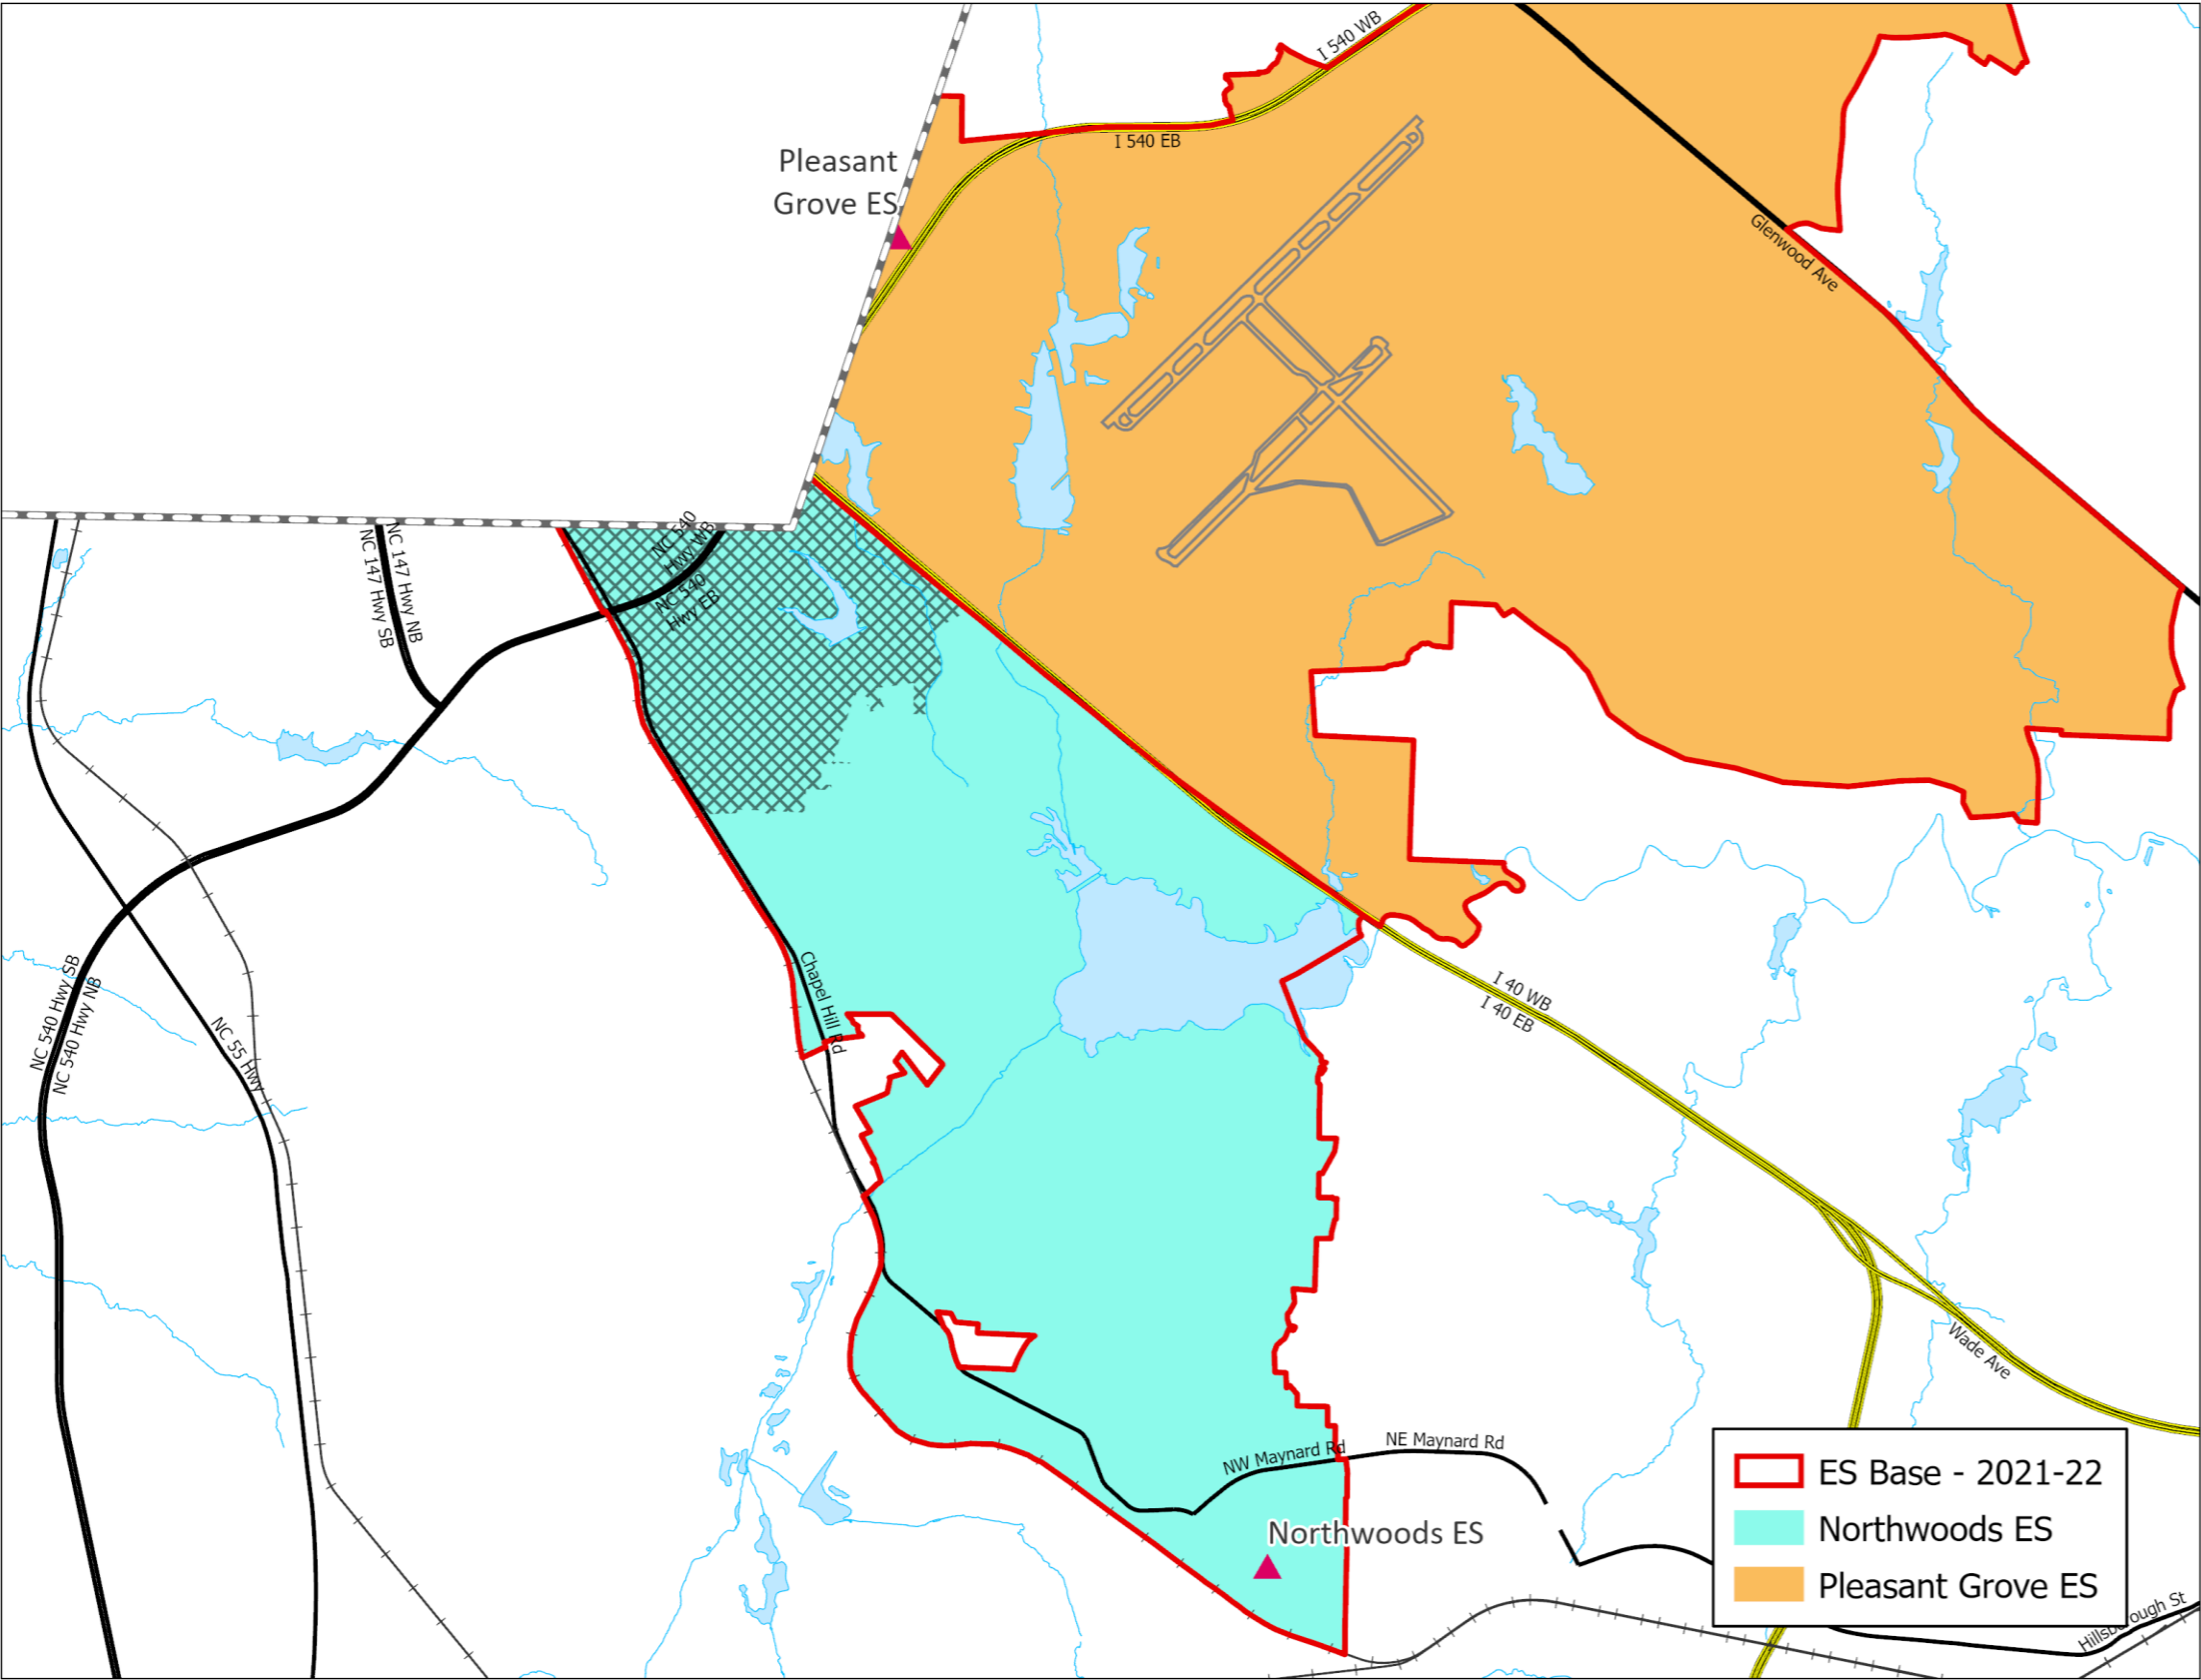 I 540 WB
I 540 EB
Pleasant
Grove ES
Glenwood Ave
NC 540
Hwy WB
NC 540
Hwy EB
NC 147 Hwy NB
NC 147 Hwy SB
Chapel Hill Rd
NC 540 Hwy SB
NC 540 Hwy NB
NC 55 Hwy
I 40 WB
I 40 EB
Wade Ave
NW Maynard Rd
NE Maynard Rd
Northwoods ES
ES Base - 2021-22
Northwoods ES
Pleasant Grove ES
St